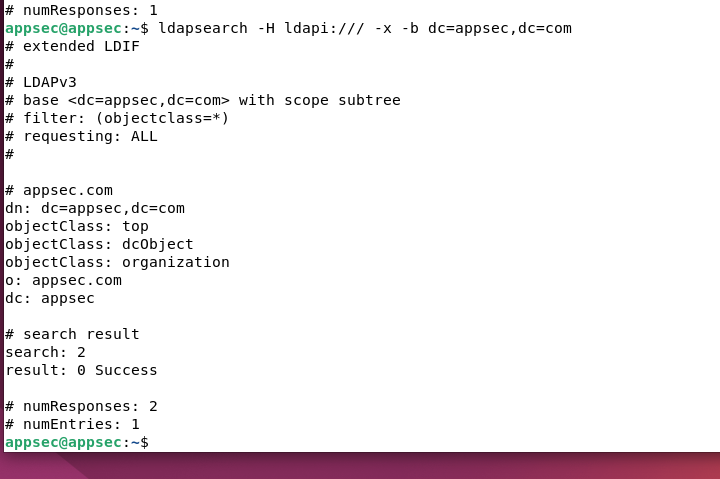 # numResponses: 1
appsec@appsec:~$ ldapsearch -H ldapi:/// -x -b dc=appsec,dc=com
# extended LDIF
#
# LDAPv3
# base <dc=appsec,dc=com> with scope subtree
# filter: (objectclass=*)
# requesting: ALL
#
# appsec.com
dn: dc=appsec,dc=com
objectClass: top
objectClass: dcObject
objectClass: organization
o: appsec.com
dc: appsec
# search result
search: 2
result: 0 Success
# numResponses: 2
# numEntries: 1
appsec@appsec:~$